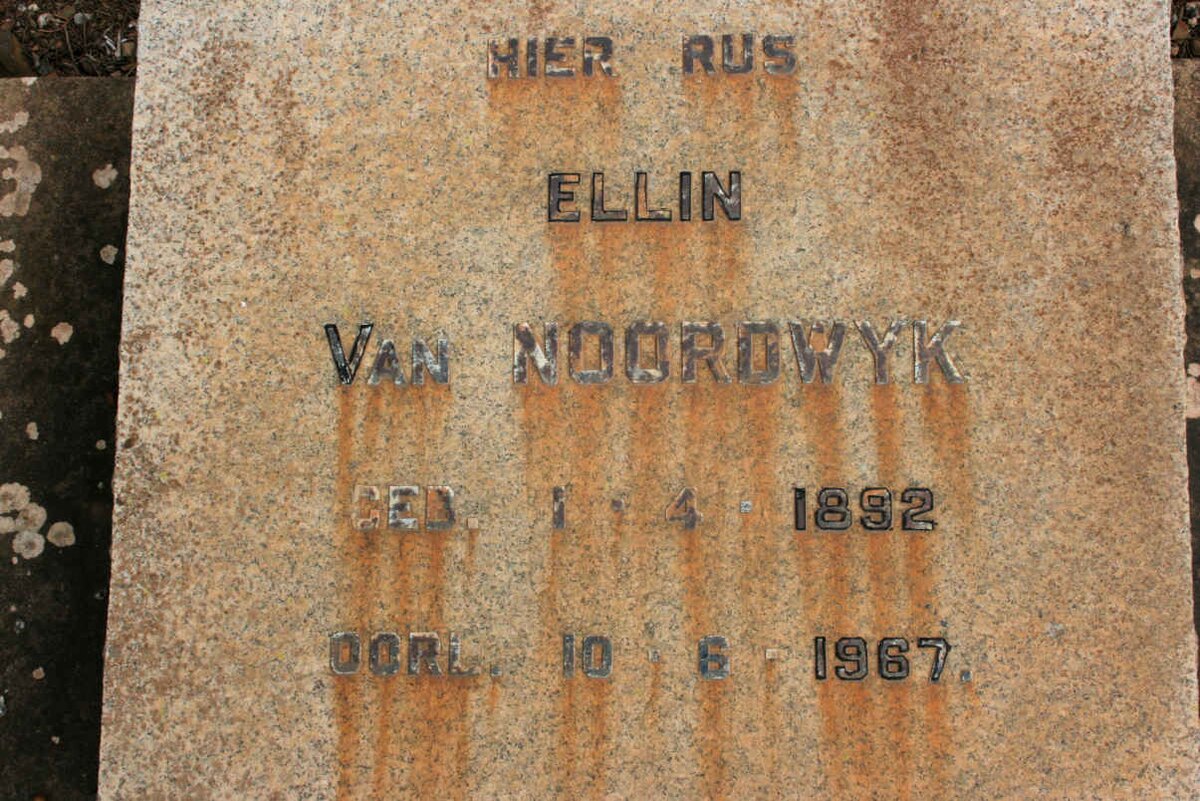 HIER RUS
ELLIN
VAN NOORDWYK
GEB. 1 · 4 · 1892
OORL. 10 · 6 · 1967.